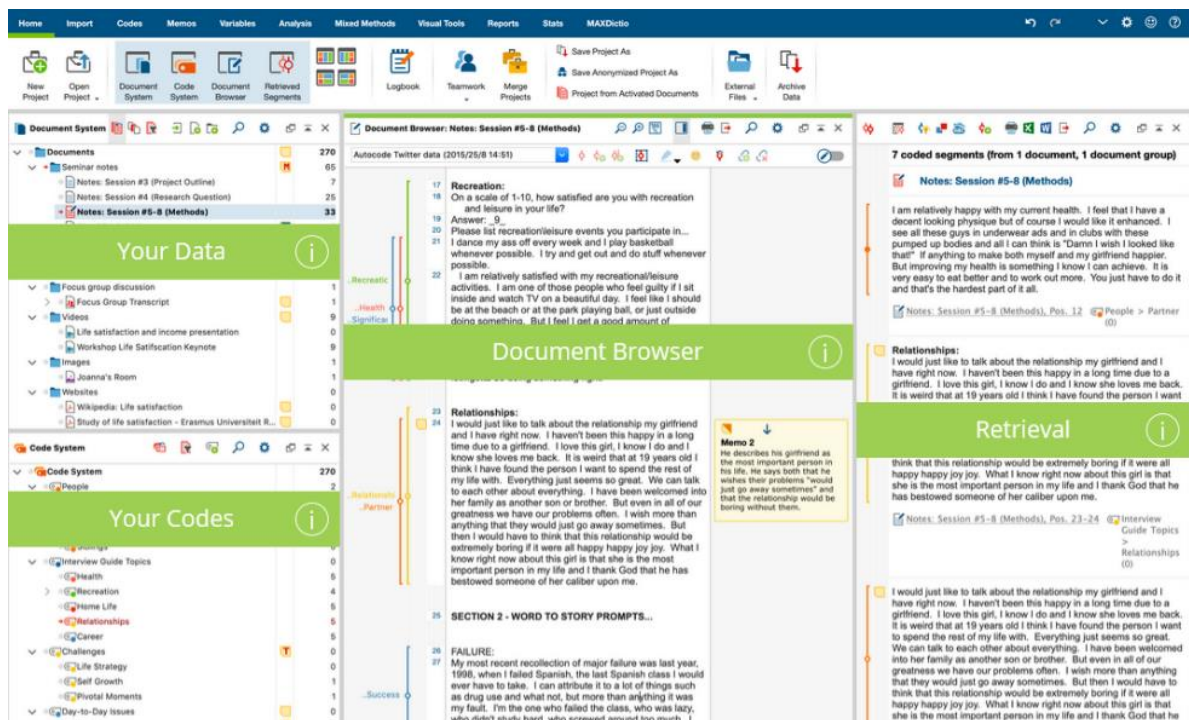 Home Import Codes Memos Variables Analysis Mixed Methods Visual Tools Reports Stats MAXDictio
New Project
Open Project
Document System
Code System
Document Browser
Retrieved Segments
Logbook
Teamwork
Merge Projects
Save Project As
Save Anonymized Project As
Project from Activated Documents
External Files
Archive Data
Document System
Documents 270
Seminar notes M 65
Notes: Session #3 (Project Outline) 7
Notes: Session #4 (Research Question) 25
Notes: Session #5-8 (Methods) 33
Your Data
Focus group discussion 1
Focus Group Transcript 1
Videos 9
Life satisfaction and income presentation 0
Workshop Life Satifscation Keynote 9
Images 1
Joanna's Room 1
Websites 0
Wikipedia: Life satisfaction 0
Study of life satisfaction - Erasmus Universiteit R... 0
Code System
Code System 270
People 2
Your Codes
Interview Guide Topics 0
Health 5
Recreation 4
Home Life 5
Relationships 5
Career 5
Challenges T 0
Life Strategy 0
Self Growth 1
Pivotal Moments 1
Day-to-Day Issues 0
Document Browser: Notes: Session #5-8 (Methods)
Autocode Twitter data (2015/25/8 14:51)
17 Recreation:
18 On a scale of 1-10, how satisfied are you with recreation
and leisure in your life?
19 Answer: _9_
20 Please list recreation/leisure events you participate in...
21 I dance my ass off every week and I play basketball
whenever possible. I try and get out and do stuff whenever
possible.
22 I am relatively satisfied with my recreational/leisure
activities. I am one of those people who feel guilty if I sit
inside and watch TV on a beautiful day. I feel like I should
be at the beach or at the park playing ball, or just outside
doing something. But I feel I get a good amount of
..Recreatic
..Health
..Significar
Document Browser
23 Relationships:
24 I would just like to talk about the relationship my girlfriend
and I have right now. I haven't been this happy in a long
time due to a girlfriend. I love this girl, I know I do and I
know she loves me back. It is weird that at 19 years old I
think I have found the person I want to spend the rest of
my life with. Everything just seems so great. We can talk
to each other about everything. I have been welcomed into
her family as another son or brother. But even in all of our
greatness we have our problems often. I wish more than
anything that they would just go away sometimes. But
then I would have to think that this relationship would be
extremely boring if it were all happy happy joy joy. What I
know right now about this girl is that she is the most
important person in my life and I thank God that he has
bestowed someone of her caliber upon me.
..Relationshi
..Partner
25 SECTION 2 - WORD TO STORY PROMPTS...
26 FAILURE:
27 My most recent recollection of major failure was last year,
1998, when I failed Spanish, the last Spanish class I would
ever have to take. I can attribute it to a lot of things such
as drug use and what not, but more than anything it was
my fault. I'm the one who failed the class, who was lazy,
who didn't study hard, who screwed around too much. I
..Success
Memo 2
He describes his girlfriend as
the most important person in
his life. He says both that he
wishes their problems "would
just go away sometimes" and
that the relationship would be
boring without them.
7 coded segments (from 1 document, 1 document group)
Notes: Session #5-8 (Methods)
I am relatively happy with my current health. I feel that I have a
decent looking physique but of course I would like it enhanced. I
see all these guys in underwear ads and in clubs with these
pumped up bodies and all I can think is "Damn I wish I looked like
that!" If anything to make both myself and my girlfriend happier.
But improving my health is something I know I can achieve. It is
very easy to eat better and to work out more. You just have to do it
and that's the hardest part of it all.
Notes: Session #5-8 (Methods), Pos. 12 People > Partner
(0)
Relationships:
I would just like to talk about the relationship my girlfriend and I
have right now. I haven't been this happy in a long time due to a
girlfriend. I love this girl, I know I do and I know she loves me back.
It is weird that at 19 years old I think I have found the person I want
Retrieval
think that this relationship would be extremely boring if it were all
happy happy joy joy. What I know right now about this girl is that
she is the most important person in my life and I thank God that he
has bestowed someone of her caliber upon me.
Notes: Session #5-8 (Methods), Pos. 23-24 Interview
Guide Topics
>
Relationships
(0)
I would just like to talk about the relationship my girlfriend and I
have right now. I haven't been this happy in a long time due to a
girlfriend. I love this girl, I know I do and I know she loves me back.
It is weird that at 19 years old I think I have found the person I want
to spend the rest of my life with. Everything just seems so great.
We can talk to each other about everything. I have been welcomed
into her family as another son or brother. But even in all of our
greatness we have our problems often. I wish more than anything
that they would just go away sometimes. But then I would have to
think that this relationship would be extremely boring if it were all
happy happy joy joy. What I know right now about this girl is that
she is the most important person in my life and I thank God that he